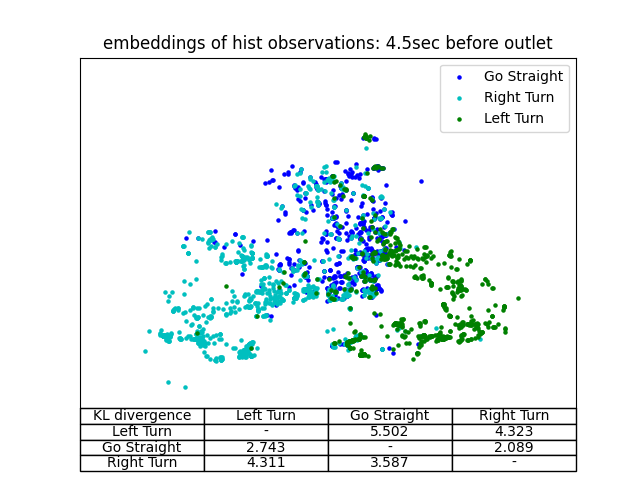 embeddings of hist observations: 4.5sec before outlet
Go Straight
Right Turn
Left Turn
KL divergence Left Turn Go Straight Right Turn
Left Turn - 5.502 4.323
Go Straight 2.743 - 2.089
Right Turn 4.311 3.587 -